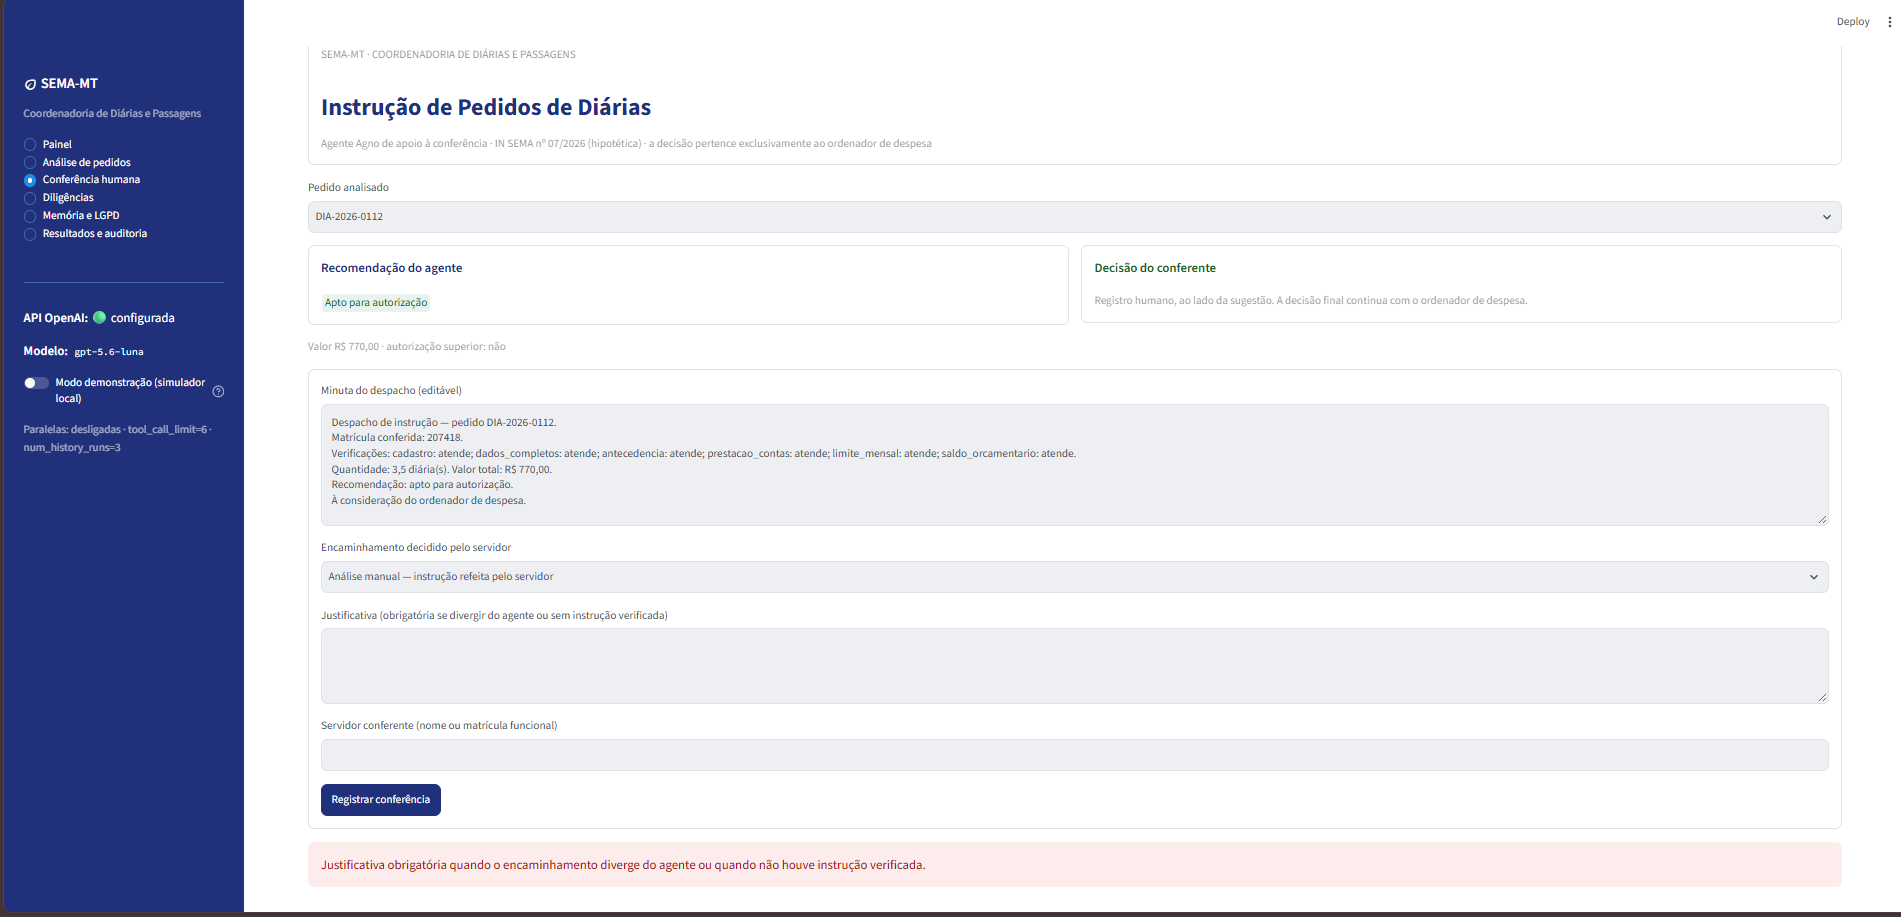 Deploy
SEMA-MT
Coordenadoria de Diárias e Passagens
Painel
Análise de pedidos
Conferência humana
Diligências
Memória e LGPD
Resultados e auditoria
API OpenAI: configurada
Modelo: gpt-5.6-luna
Modo demonstração (simulador
local)
Paralelas: desligadas · tool_call_limit=6 ·
num_history_runs=3
SEMA-MT · COORDENADORIA DE DIÁRIAS E PASSAGENS
Instrução de Pedidos de Diárias
Agente Agno de apoio à conferência · IN SEMA nº 07/2026 (hipotética) · a decisão pertence exclusivamente ao ordenador de despesa
Pedido analisado
DIA-2026-0112
Recomendação do agente
Apto para autorização
Decisão do conferente
Registro humano, ao lado da sugestão. A decisão final continua com o ordenador de despesa.
Valor R$ 770,00 · autorização superior: não
Minuta do despacho (editável)
Despacho de instrução — pedido DIA-2026-0112.
Matrícula conferida: 207418.
Verificações: cadastro: atende; dados_completos: atende; antecedencia: atende; prestacao_contas: atende; limite_mensal: atende; saldo_orcamentario: atende.
Quantidade: 3,5 diária(s). Valor total: R$ 770,00.
Recomendação: apto para autorização.
À consideração do ordenador de despesa.
Encaminhamento decidido pelo servidor
Análise manual — instrução refeita pelo servidor
Justificativa (obrigatória se divergir do agente ou sem instrução verificada)
Servidor conferente (nome ou matrícula funcional)
Registrar conferência
Justificativa obrigatória quando o encaminhamento diverge do agente ou quando não houve instrução verificada.